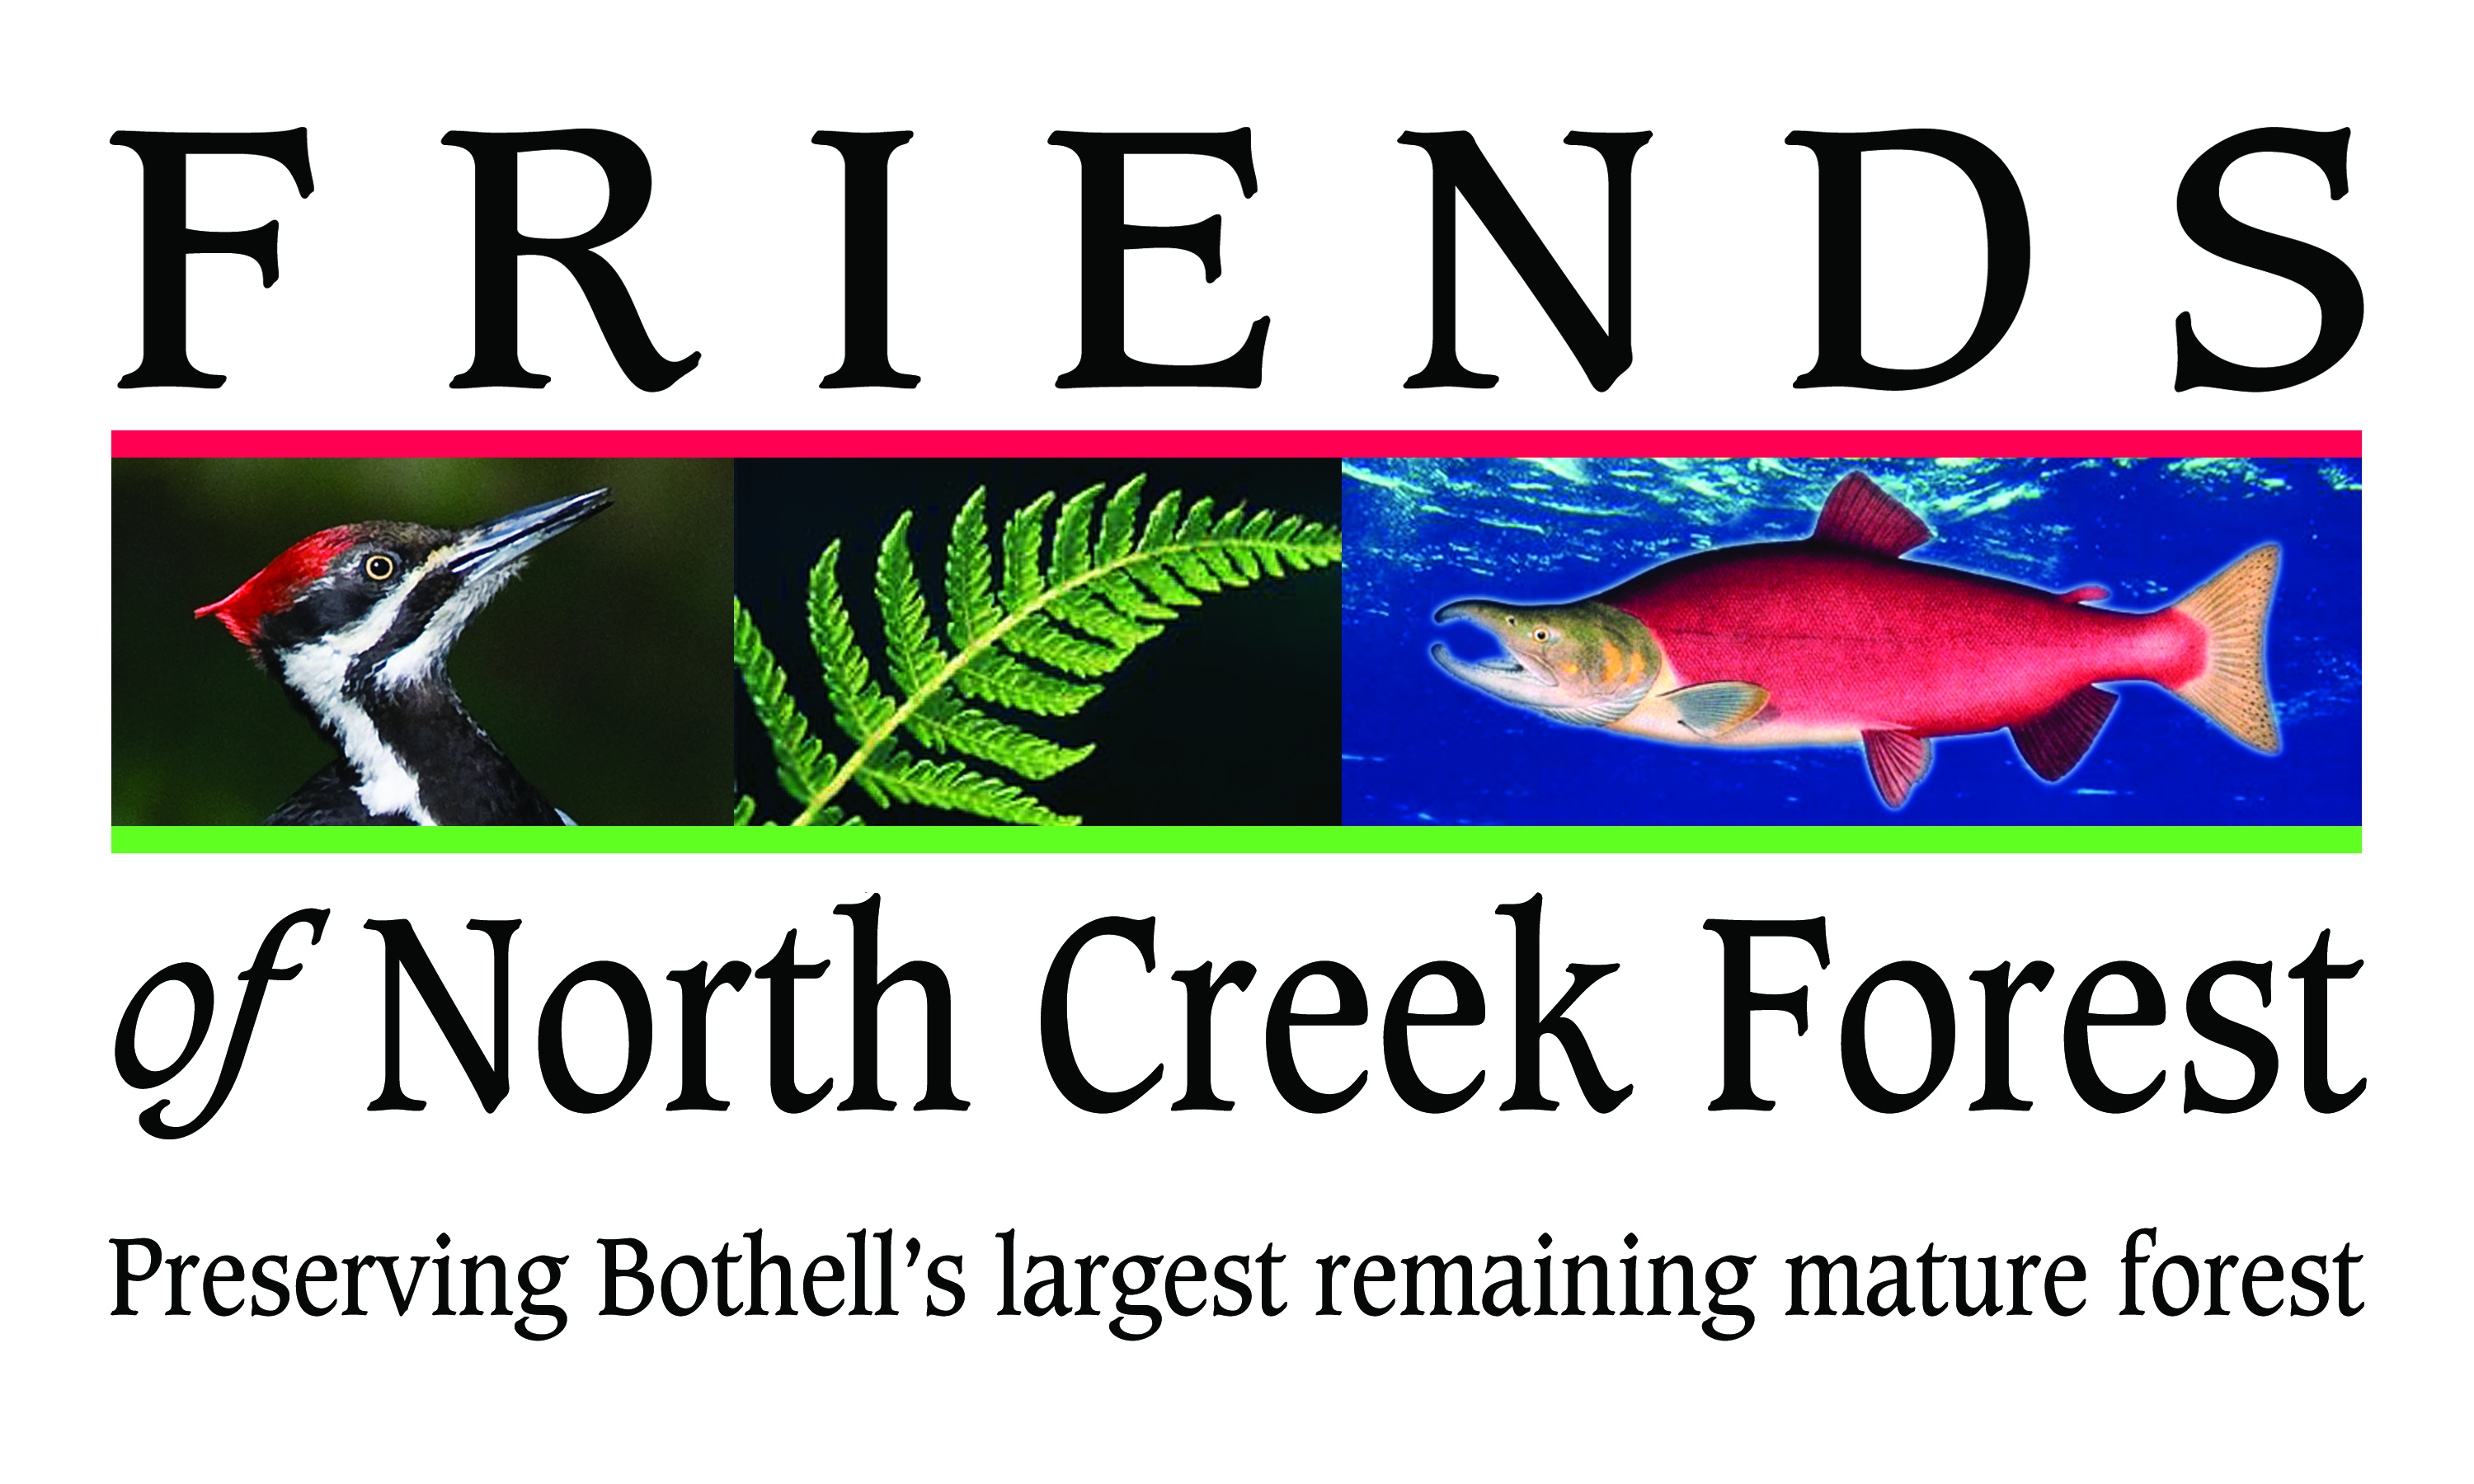 FRIENDS
of North Creek Forest
Preserving Bothell’s largest remaining mature forest